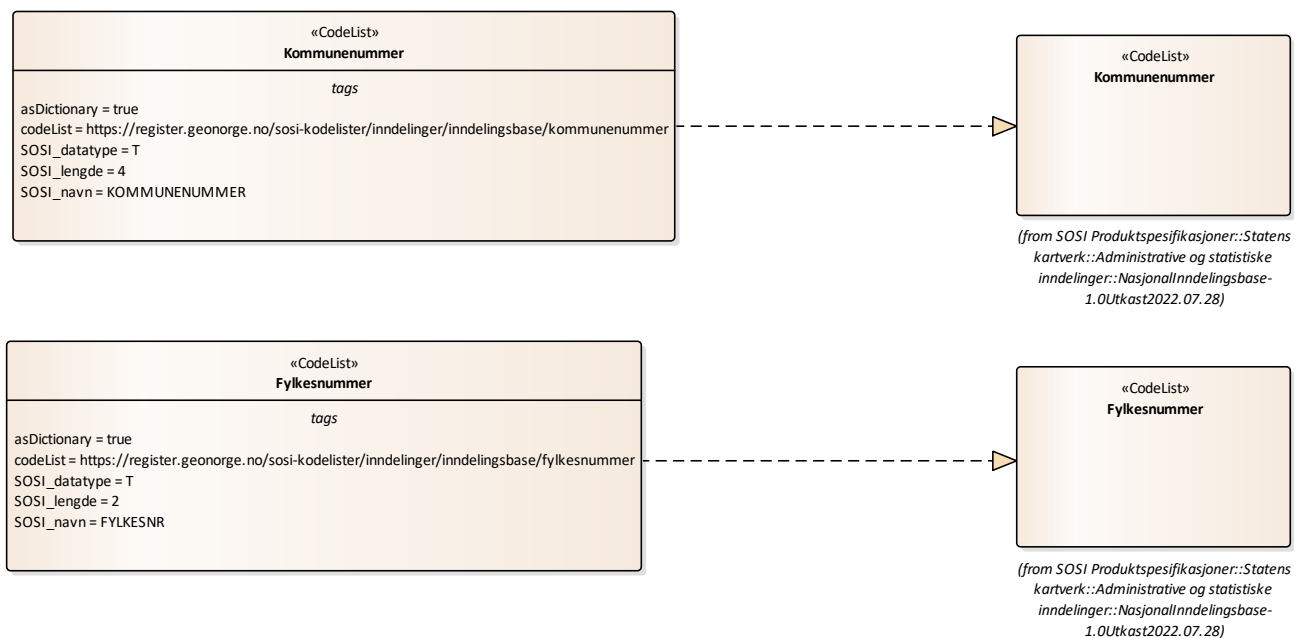 «CodeList»
Kommunenummer
tags
asDictionary = true
codeList = https://register.geonorge.no/sosi-kodelister/inndelinger/inndelingsbase/kommunenummer
SOSI_datatype = T
SOSI_lengde = 4
SOSI_navn = KOMMUNENUMMER
«CodeList»
Kommunenummer
(from SOSI Produktspesifikasjoner::Statens
kartverk::Administrative og statistiske
inndelinger::NasjonalInndelingsbase-
1.0Utkast2022.07.28)
«CodeList»
Fylkesnummer
tags
asDictionary = true
codeList = https://register.geonorge.no/sosi-kodelister/inndelinger/inndelingsbase/fylkesnummer
SOSI_datatype = T
SOSI_lengde = 2
SOSI_navn = FYLKESNR
«CodeList»
Fylkesnummer
(from SOSI Produktspesifikasjoner::Statens
kartverk::Administrative og statistiske
inndelinger::NasjonalInndelingsbase-
1.0Utkast2022.07.28)